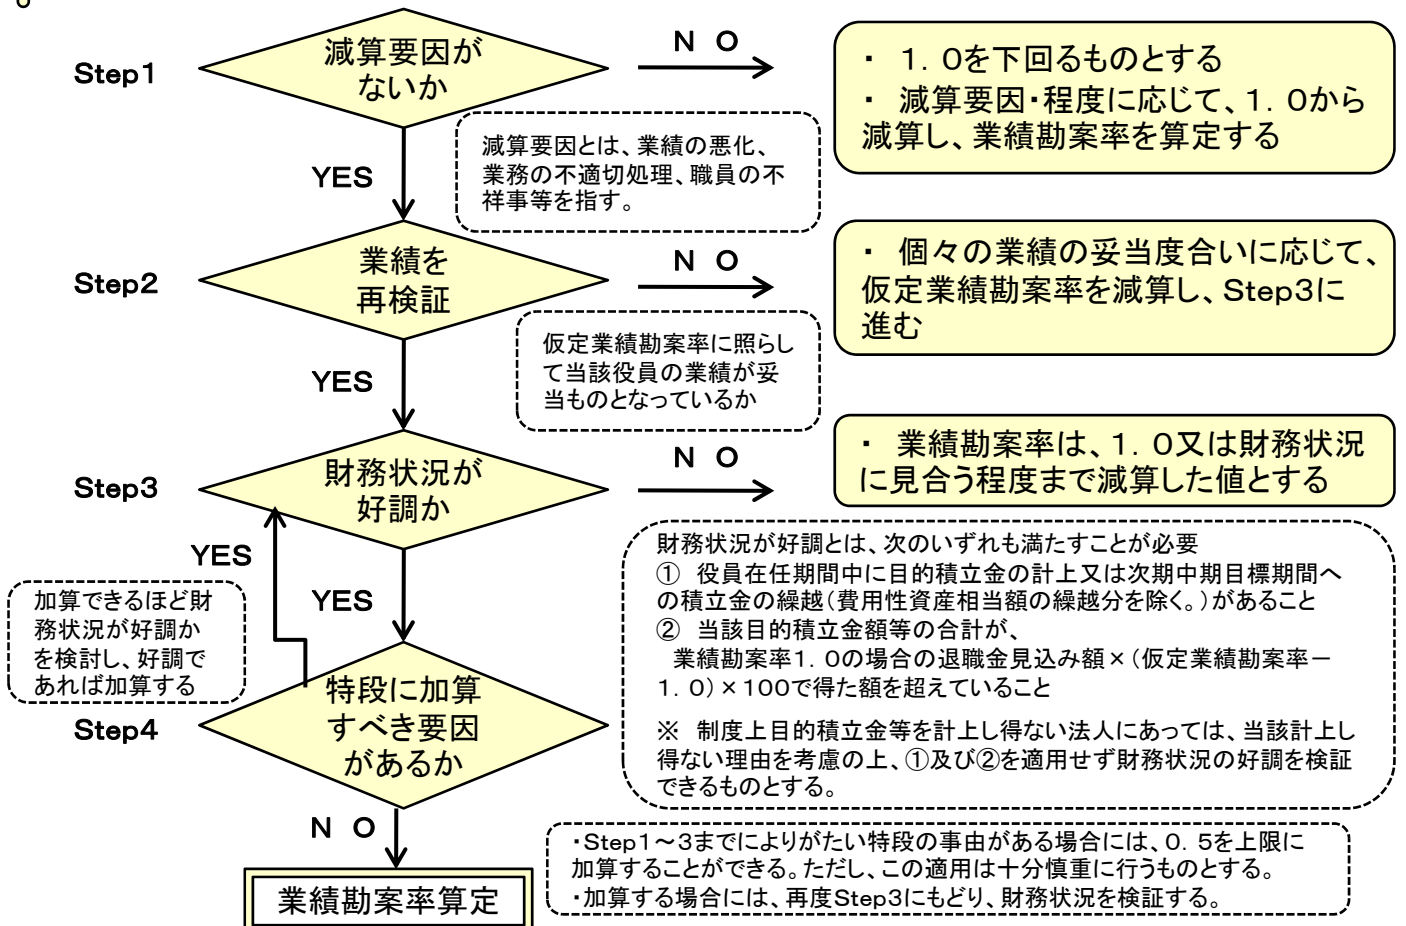 。
Step1
減算要因が
ないか
ＮＯ
・ １．０を下回るものとする
・ 減算要因・程度に応じて、１．０から
減算し、業績勘案率を算定する
YES
減算要因とは、業績の悪化、
業務の不適切処理、職員の不
祥事等を指す。
Step2
業績を
再検証
ＮＯ
・ 個々の業績の妥当度合いに応じて、
仮定業績勘案率を減算し、Step3に
進む
YES
仮定業績勘案率に照らし
て当該役員の業績が妥
当ものとなっているか
Step3
財務状況が
好調か
ＮＯ
・ 業績勘案率は、１．０又は財務状況
に見合う程度まで減算した値とする
YES
加算できるほど財
務状況が好調か
を検討し、好調で
あれば加算する
YES
財務状況が好調とは、次のいずれも満たすことが必要
① 役員在任期間中に目的積立金の計上又は次期中期目標期間へ
の積立金の繰越（費用性資産相当額の繰越分を除く。）があること
② 当該目的積立金額等の合計が、
業績勘案率１．０の場合の退職金見込み額×（仮定業績勘案率－
１．０）×１００で得た額を超えていること
※ 制度上目的積立金等を計上し得ない法人にあっては、当該計上し
得ない理由を考慮の上、①及び②を適用せず財務状況の好調を検証
できるものとする。
Step4
特段に加算
すべき要因
があるか
ＮＯ
・Step1～3までによりがたい特段の事由がある場合には、０．５を上限に
加算することができる。ただし、この適用は十分慎重に行うものとする。
・加算する場合には、再度Step3にもどり、財務状況を検証する。
業績勘案率算定